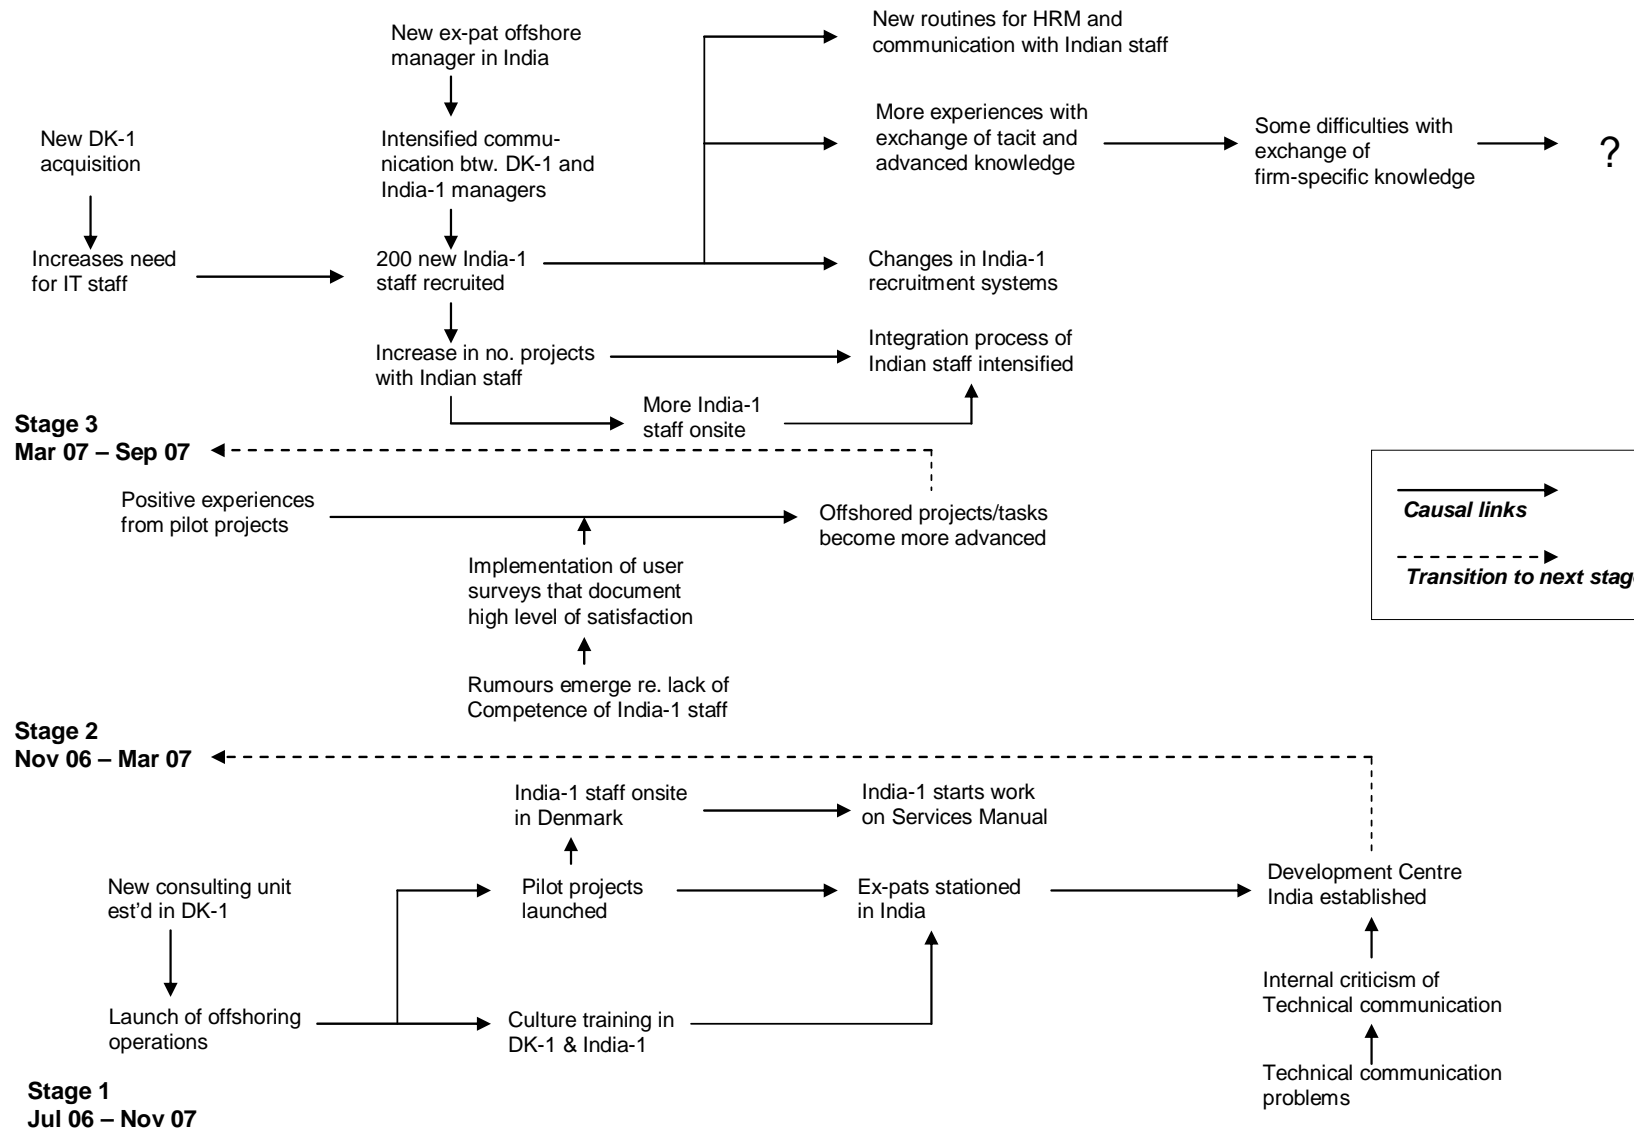 New ex-pat offshore
manager in India
New routines for HRM and
communication with Indian staff
New DK-1
acquisition
Intensified commu-
nication btw. DK-1 and
India-1 managers
More experiences with
exchange of tacit and
advanced knowledge
Some difficulties with
exchange of
firm-specific knowledge
?
Increases need
for IT staff
200 new India-1
staff recruited
Changes in India-1
recruitment systems
Increase in no. projects
with Indian staff
Integration process of
Indian staff intensified
More India-1
staff onsite
Stage 3
Mar 07 – Sep 07
Positive experiences
from pilot projects
Offshored projects/tasks
become more advanced
Causal links
Transition to next stage
Implementation of user
surveys that document
high level of satisfaction
Rumours emerge re. lack of
Competence of India-1 staff
Stage 2
Nov 06 – Mar 07
India-1 staff onsite
in Denmark
India-1 starts work
on Services Manual
New consulting unit
est’d in DK-1
Pilot projects
launched
Ex-pats stationed
in India
Development Centre
India established
Launch of offshoring
operations
Culture training in
DK-1 & India-1
Internal criticism of
Technical communication
Technical communication
problems
Stage 1
Jul 06 – Nov 07